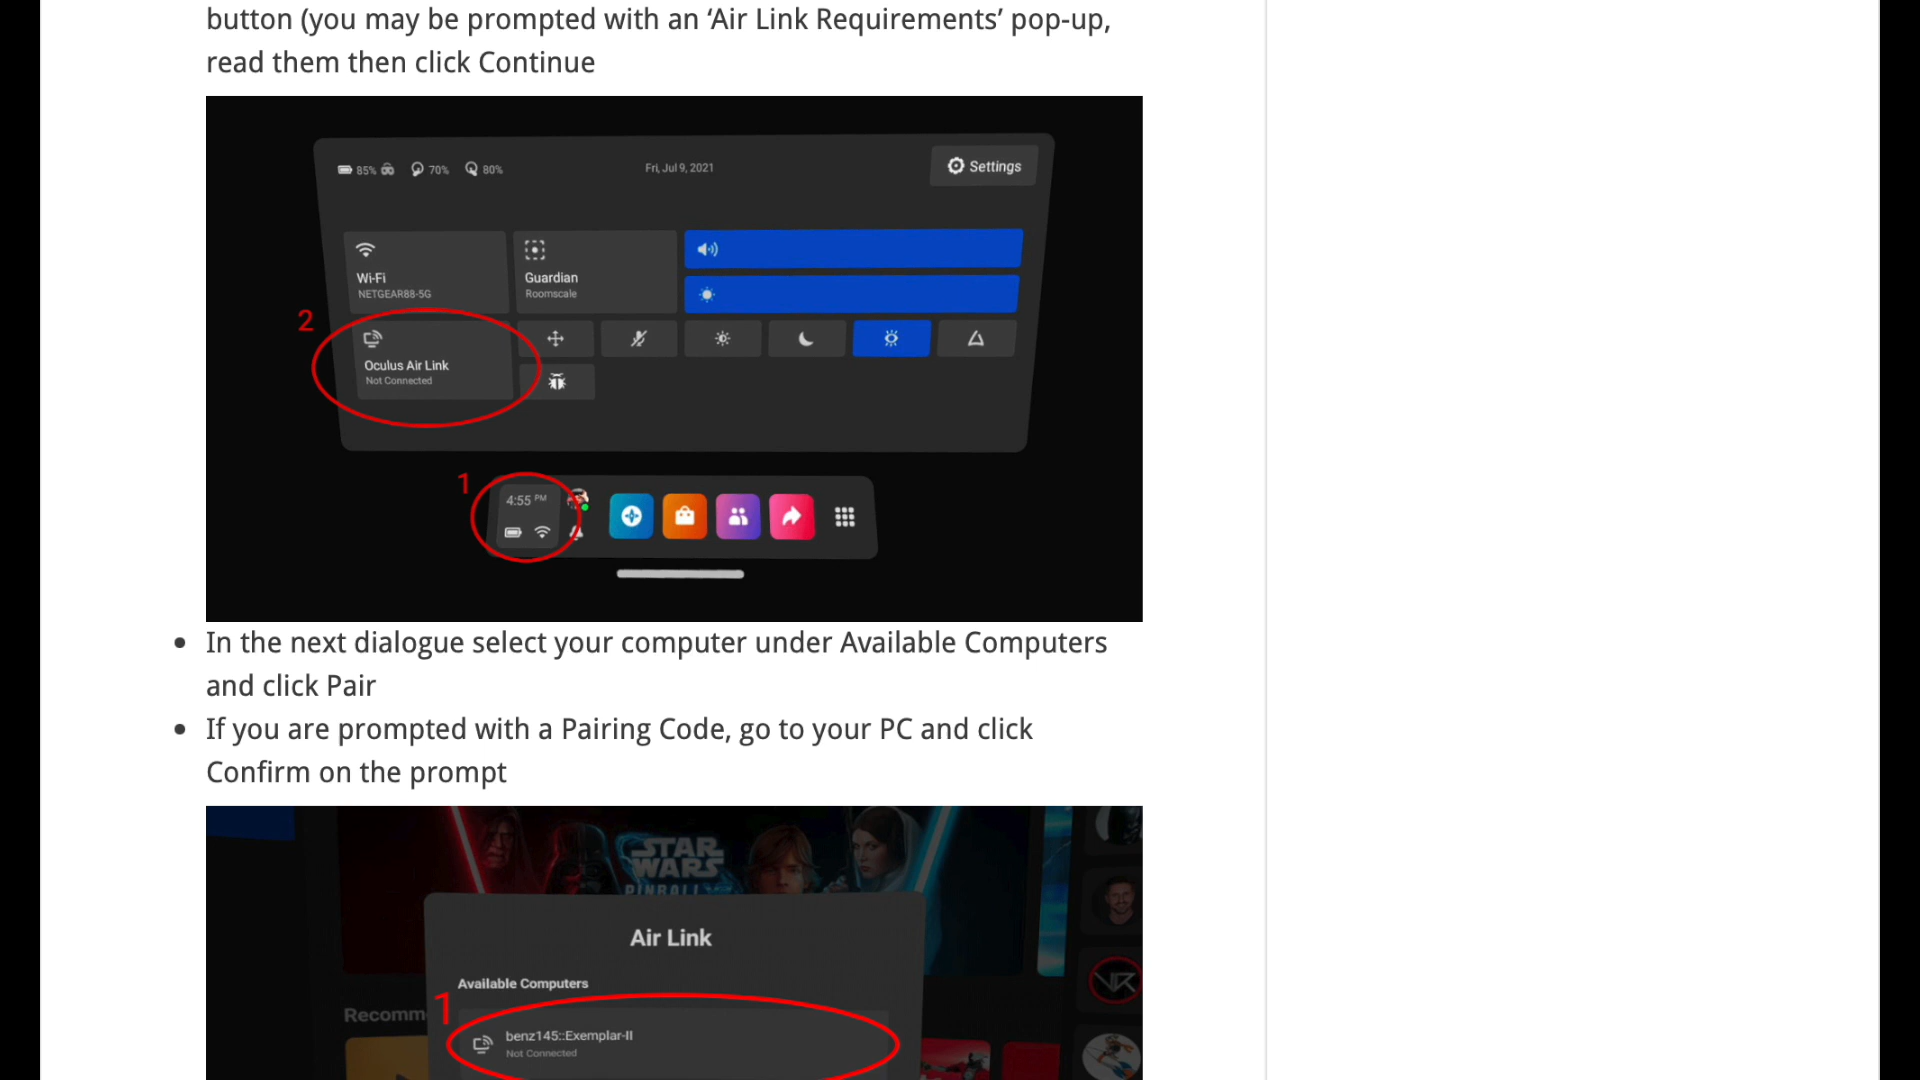 button (you may be prompted with an ‘Air Link Requirements’ pop-up,
read them then click Continue
85% 70% 80%
Fri, Jul 9, 2021
Settings
Wi-Fi
NETGEAR88-5G
Guardian
Roomscale
2
Oculus Air Link
Not Connected
1
4:55 PM
In the next dialogue select your computer under Available Computers
and click Pair
If you are prompted with a Pairing Code, go to your PC and click
Confirm on the prompt
STAR
WARS
PINBALL
VR
Air Link
Available Computers
Recomm
1
benz145::Exemplar-II
Not Connected